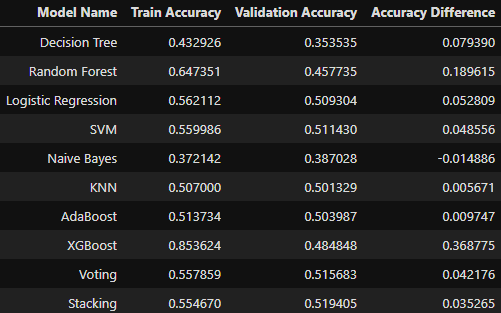 Model Name Train Accuracy Validation Accuracy Accuracy Difference
Decision Tree 0.432926 0.353535 0.079390
Random Forest 0.647351 0.457735 0.189615
Logistic Regression 0.562112 0.509304 0.052809
SVM 0.559986 0.511430 0.048556
Naive Bayes 0.372142 0.387028 -0.014886
KNN 0.507000 0.501329 0.005671
AdaBoost 0.513734 0.503987 0.009747
XGBoost 0.853624 0.484848 0.368775
Voting 0.557859 0.515683 0.042176
Stacking 0.554670 0.519405 0.035265